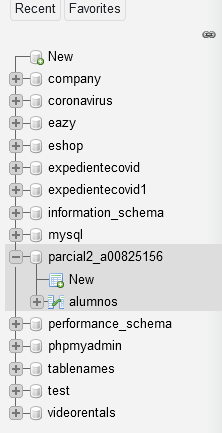 Recent Favorites
New
company
coronavirus
eazy
eshop
expedientecovid
expedientecovid1
information_schema
mysql
parcial2_a00825156
New
alumnos
performance_schema
phpmyadmin
tablenames
test
videorentals